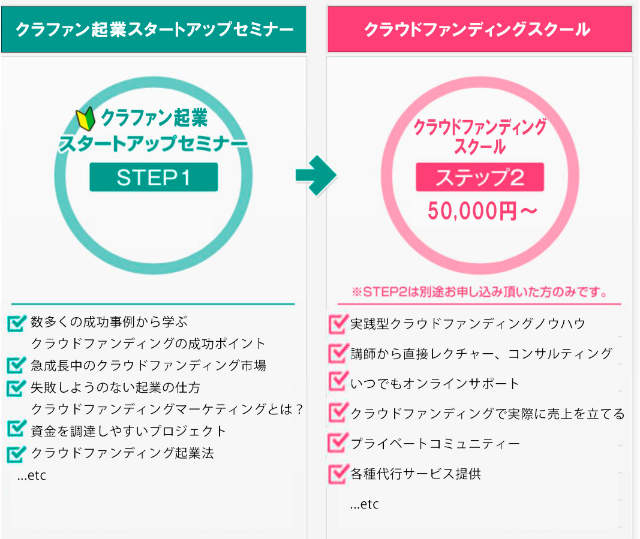 クラファン起業スタートアップセミナー
クラファン起業
スタートアップセミナー
STEP1
数多くの成功事例から学ぶ
クラウドファンディングの成功ポイント
急成長中のクラウドファンディング市場
失敗しようのない起業の仕方
クラウドファンディングマーケティングとは？
資金を調達しやすいプロジェクト
クラウドファンディング起業法
...etc
クラウドファンディングスクール
クラウドファンディング
スクール
ステップ2
50,000円～
※STEP2は別途お申し込み頂いた方のみです。
実践型クラウドファンディングノウハウ
講師から直接レクチャー、コンサルティング
いつでもオンラインサポート
クラウドファンディングで実際に売上を立てる
プライベートコミュニティー
各種代行サービス提供
...etc